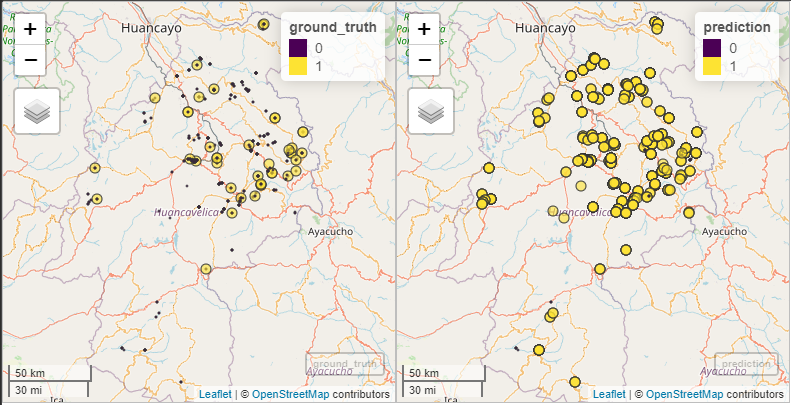 +
−
Huancayo
ground_truth
0
1
Huancavelica
Ayacucho
ground_truth
Ayacucho
50 km
30 mi
Ica
Leaflet | © OpenStreetMap contributors
+
−
Huancayo
prediction
0
1
Huancavelica
Ayacucho
prediction
Ayacucho
50 km
30 mi
Leaflet | © OpenStreetMap contributors